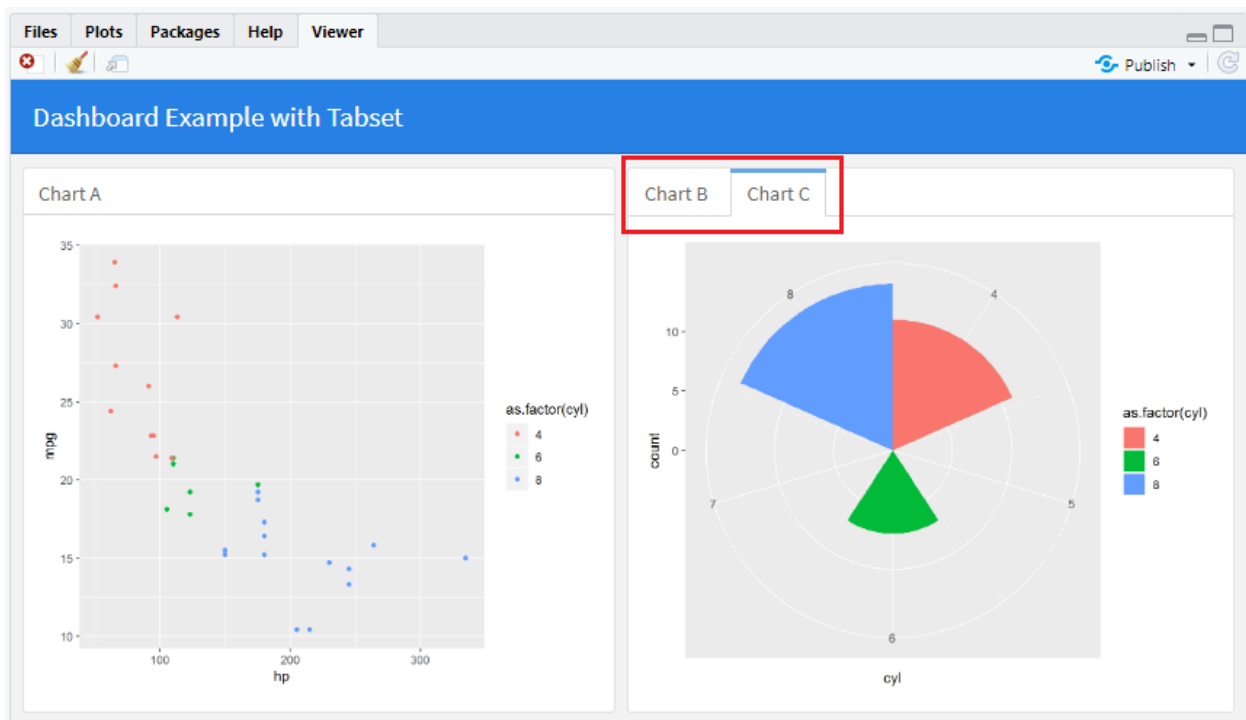 Files Plots Packages Help Viewer
Publish
Dashboard Example with Tabset
Chart A
35
30
25
20
15
10
mpg
100 200 300
hp
as.factor(cyl)
4
6
8
Chart B Chart C
10
5
0
count
8
4
7
5
6
cyl
as.factor(cyl)
4
6
8